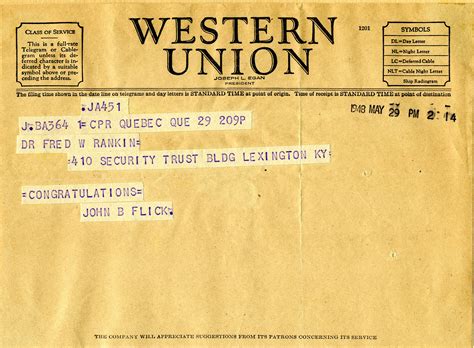 CLASS OF SERVICE
This is a full-rate
Telegram or Cable-
gram unless its de-
ferred character is in-
dicated by a suitable
symbol above or pre-
ceding the address.
WESTERN
UNION
JOSEPH L. EGAN
PRESIDENT
1201
SYMBOLS
DL=Day Letter
NL=Night Letter
LC=Deferred Cable
NLT=Cable Night Letter
Ship Radiogram
The filing time shown in the date line on telegrams and day letters is STANDARD TIME at point of origin. Time of receipt is STANDARD TIME at point of destination
.JA451
J.BA364 1 CPR QUEBEC QUE 29 209P
1948 MAY 29 PM 2 14
DR FRED W RANKIN
410 SECURITY TRUST BLDG LEXINGTON KY
CONGRATULATIONS
JOHN B FLICK.
THE COMPANY WILL APPRECIATE SUGGESTIONS FROM ITS PATRONS CONCERNING ITS SERVICE